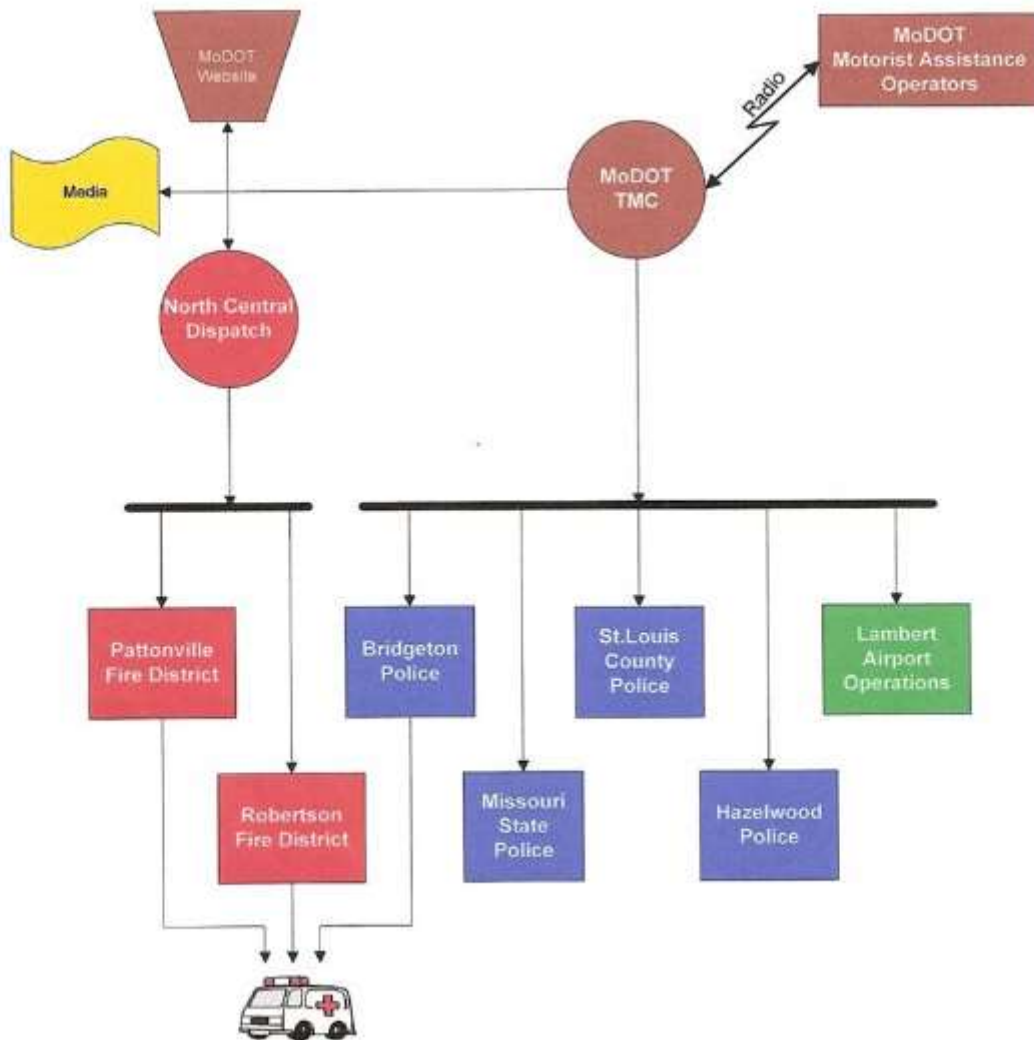 MoDOT
Website
MoDOT
Motorist Assistance
Operators
Radio
Media
MoDOT
TMC
North Central
Dispatch
Pattonville
Fire District
Bridgeton
Police
St.Louis
County
Police
Lambert
Airport
Operations
Robertson
Fire District
Missouri
State
Police
Hazelwood
Police